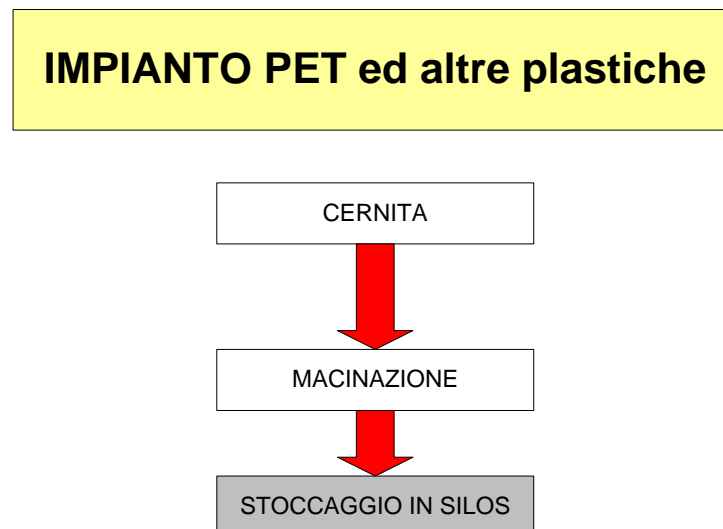 IMPIANTO PET ed altre plastiche
CERNITA
MACINAZIONE
STOCCAGGIO IN SILOS